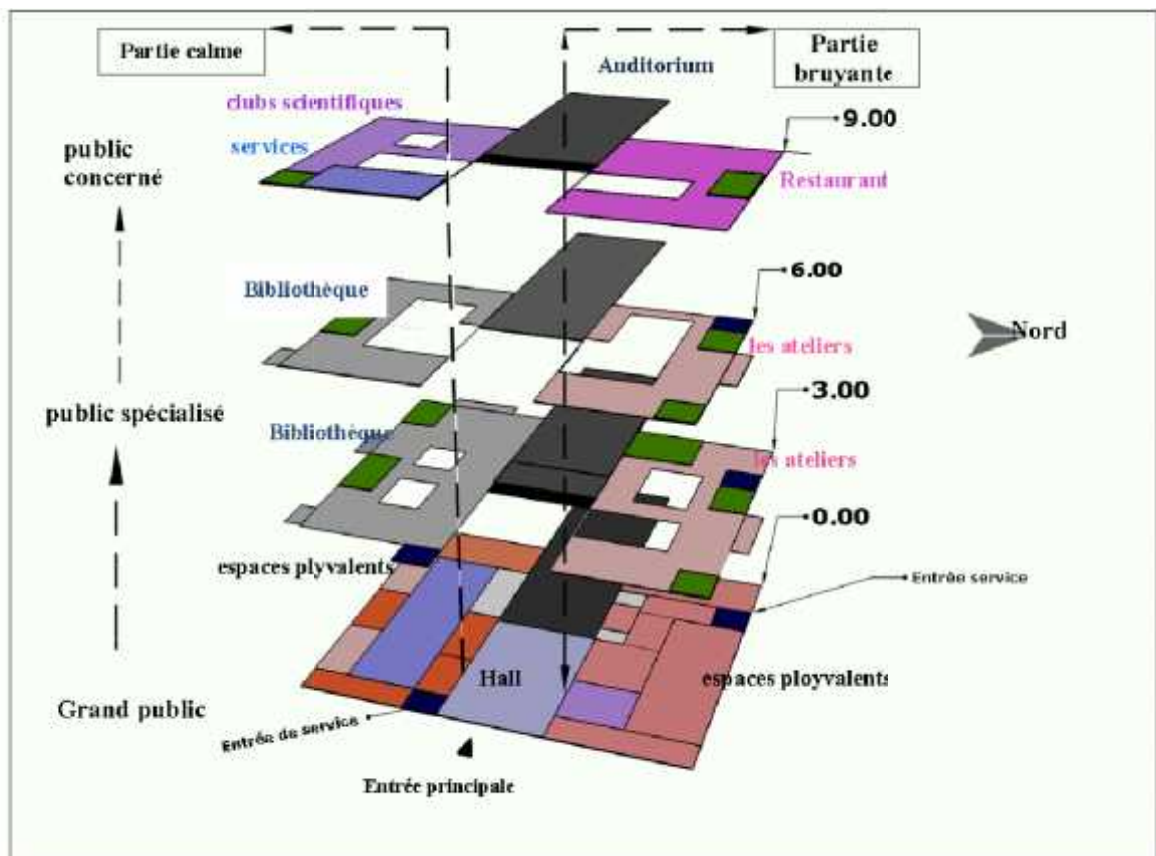 Partie calme
Auditorium
Partie
bruyante
clubs scientifiques
9.00
public
concerné
services
Restaurant
6.00
Bibliothèque
Nord
les ateliers
3.00
public spécialisé
Bibliothèque
les ateliers
0.00
espaces plyvalents
Entrée service
Hall
espaces ployvalents
Grand public
Entrée de service
Entrée principale